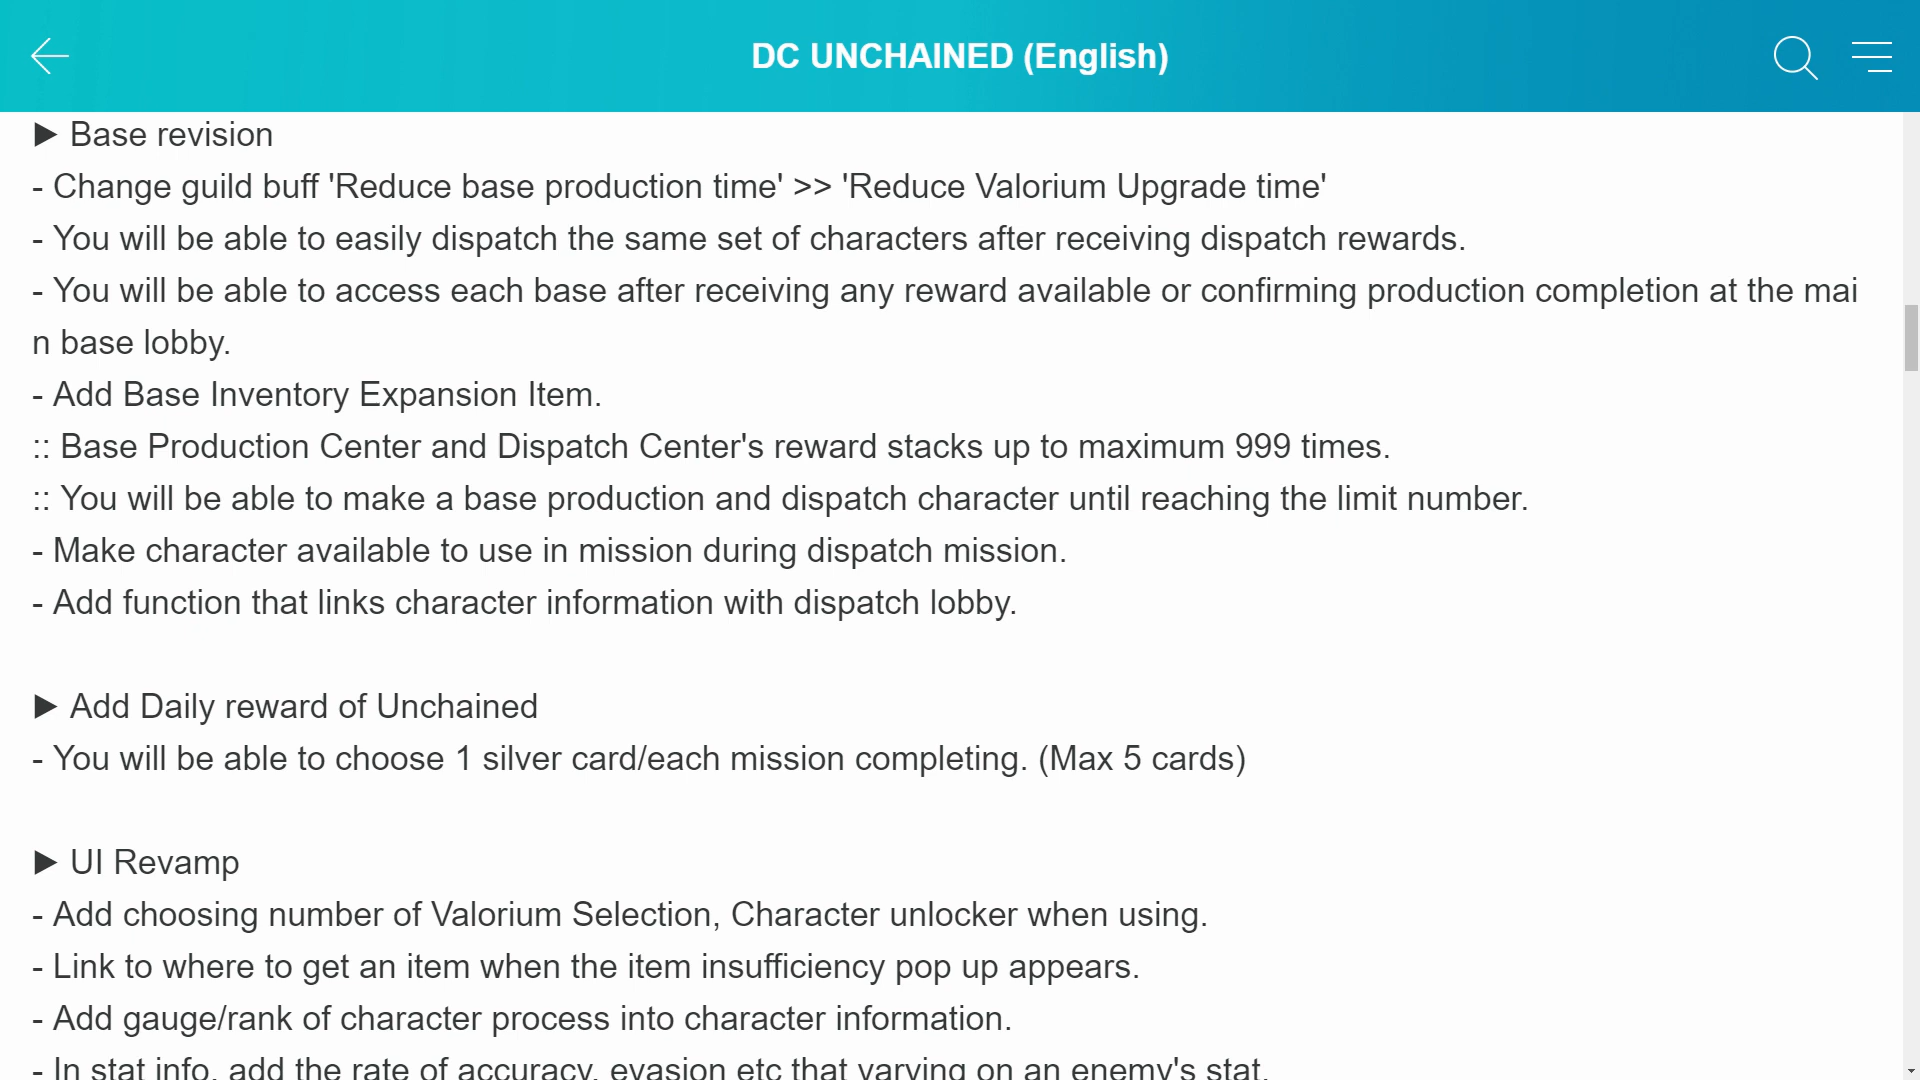 DC UNCHAINED (English)
▶ Base revision
- Change guild buff 'Reduce base production time' >> 'Reduce Valorium Upgrade time'
- You will be able to easily dispatch the same set of characters after receiving dispatch rewards.
- You will be able to access each base after receiving any reward available or confirming production completion at the mai
n base lobby.
- Add Base Inventory Expansion Item.
:: Base Production Center and Dispatch Center's reward stacks up to maximum 999 times.
:: You will be able to make a base production and dispatch character until reaching the limit number.
- Make character available to use in mission during dispatch mission.
- Add function that links character information with dispatch lobby.
▶ Add Daily reward of Unchained
- You will be able to choose 1 silver card/each mission completing. (Max 5 cards)
▶ UI Revamp
- Add choosing number of Valorium Selection, Character unlocker when using.
- Link to where to get an item when the item insufficiency pop up appears.
- Add gauge/rank of character process into character information.
- In stat info, add the rate of accuracy, evasion etc that varying on an enemy's stat.